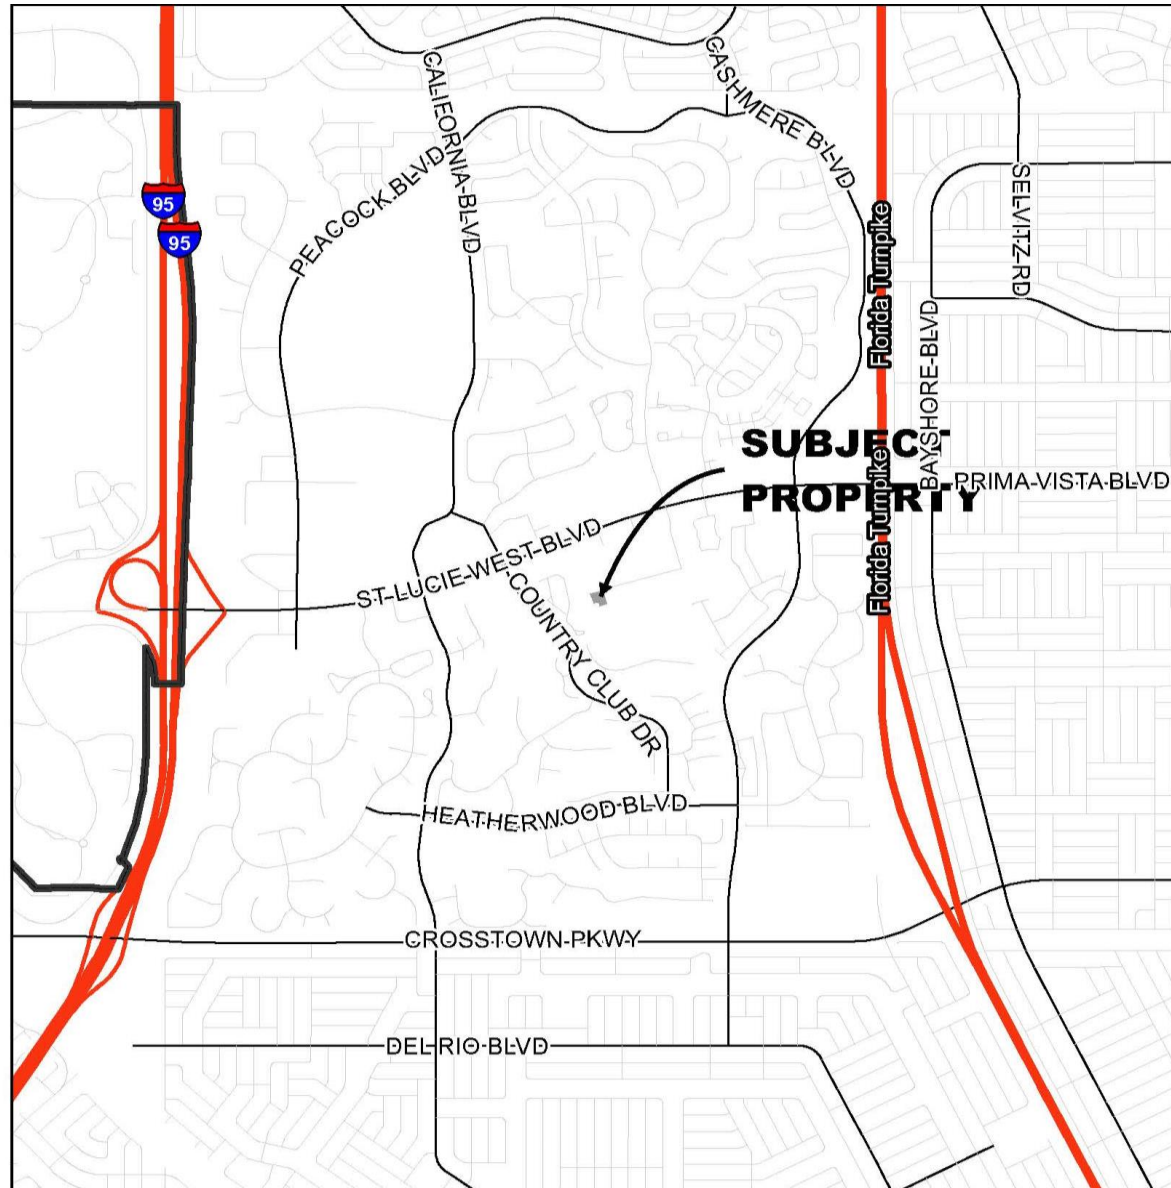 CALIFORNIA BLVD
CASHMERE BLVD
PEACOCK BLVD
SELVITZ RD
95
95
Florida Turnpike
BAYSHORE BLVD
SUBJECT
PROPERTY
PRIMA VISTA BLVD
Florida Turnpike
ST LUCIE WEST BLVD
COUNTRY CLUB DR
HEATHERWOOD BLVD
CROSSTOWN PKWY
DEL RIO BLVD